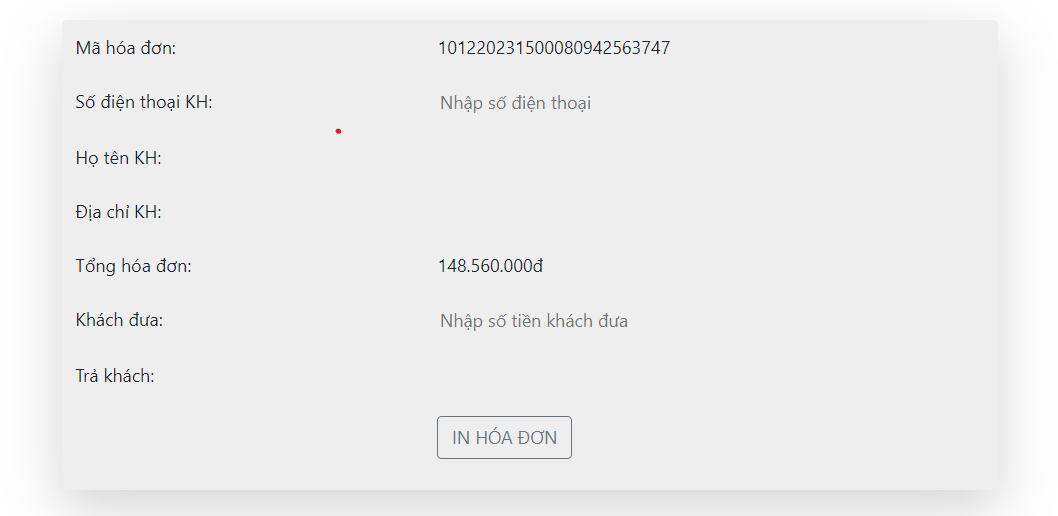 Mã hóa đơn: 101220231500080942563747
Số điện thoại KH: Nhập số điện thoại
Họ tên KH:
Địa chỉ KH:
Tổng hóa đơn: 148.560.000đ
Khách đưa: Nhập số tiền khách đưa
Trả khách:
IN HÓA ĐƠN